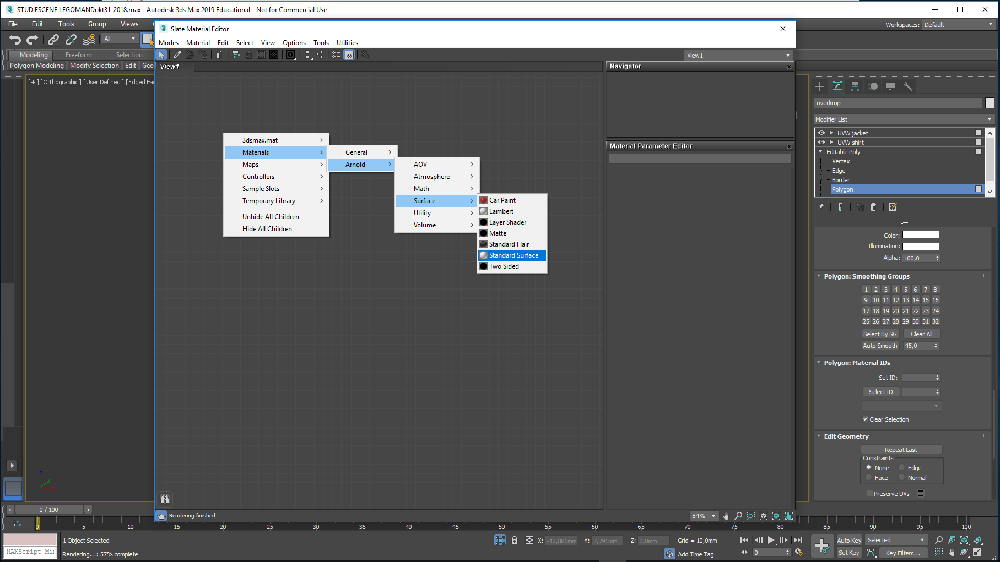 STUDIESCENE LEGOMANDokt31-2018.max - Autodesk 3ds Max 2019 Educational - Not for Commercial Use
File Edit Tools Group Views
Workspaces: Default
All
Modeling Freeform Selection
Polygon Modeling Modify Selection Edit Geo
[+] [Orthographic] [User Defined] [Edged Fac
Slate Material Editor
Modes Material Edit Select View Options Tools Utilities
0
View1
View1
Navigator
x
Material Parameter Editor
x
3dsmax.mat
Materials
Maps
Controllers
Sample Slots
Temporary Library
Unhide All Children
Hide All Children
General
Arnold
AOV
Atmosphere
Math
Surface
Utility
Volume
Car Paint
Lambert
Layer Shader
Matte
Standard Hair
Standard Surface
Two Sided
Rendering finished
84%
overkrop
Modifier List
UVW jacket
UVW shirt
Editable Poly
Vertex
Edge
Border
Polygon
Color:
Illumination:
Alpha: 100,0
Polygon: Smoothing Groups
1 2 3 4 5 6 7 8
9 10 11 12 13 14 15 16
17 18 19 20 21 22 23 24
25 26 27 28 29 30 31 32
Select By SG Clear All
Auto Smooth 45,0
Polygon: Material IDs
Set ID:
Select ID
Clear Selection
Edit Geometry
Repeat Last
Constraints
None Edge
Face Normal
Preserve UVs
z
y
x
< 0 / 100 >
0 5 10 15 20 25 30 35 40 45 50 55 60 65 70 75 80 85 90 95 100
1 Object Selected
X: -12,886mm Y: 2,796mm Z: 0,0mm Grid = 10,0mm
Auto Key Selected
MAXScript Mi
Rendering...: 57% complete
Add Time Tag
0
Set Key Key Filters...